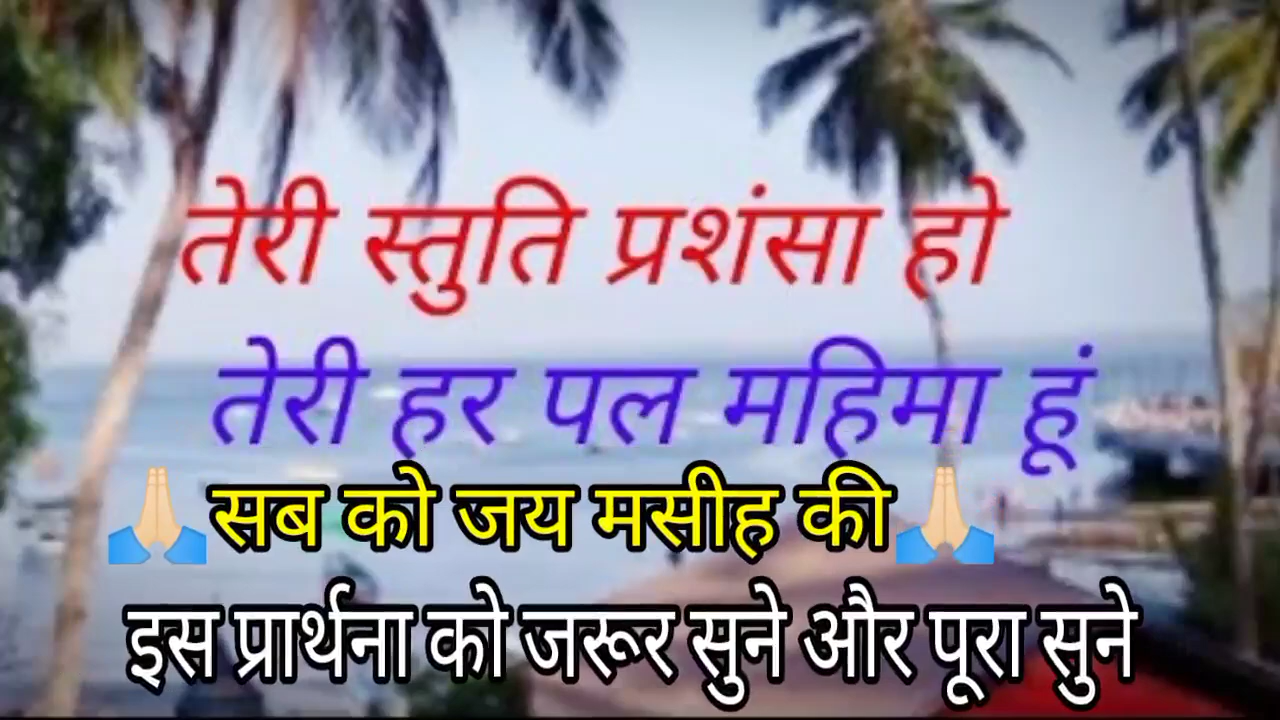 तेरी स्तुति प्रशंसा हो
तेरी हर पल महिमा हूं
🙏🏻सब को जय मसीह की🙏🏻
इस प्रार्थना को जरूर सुने और पूरा सुने